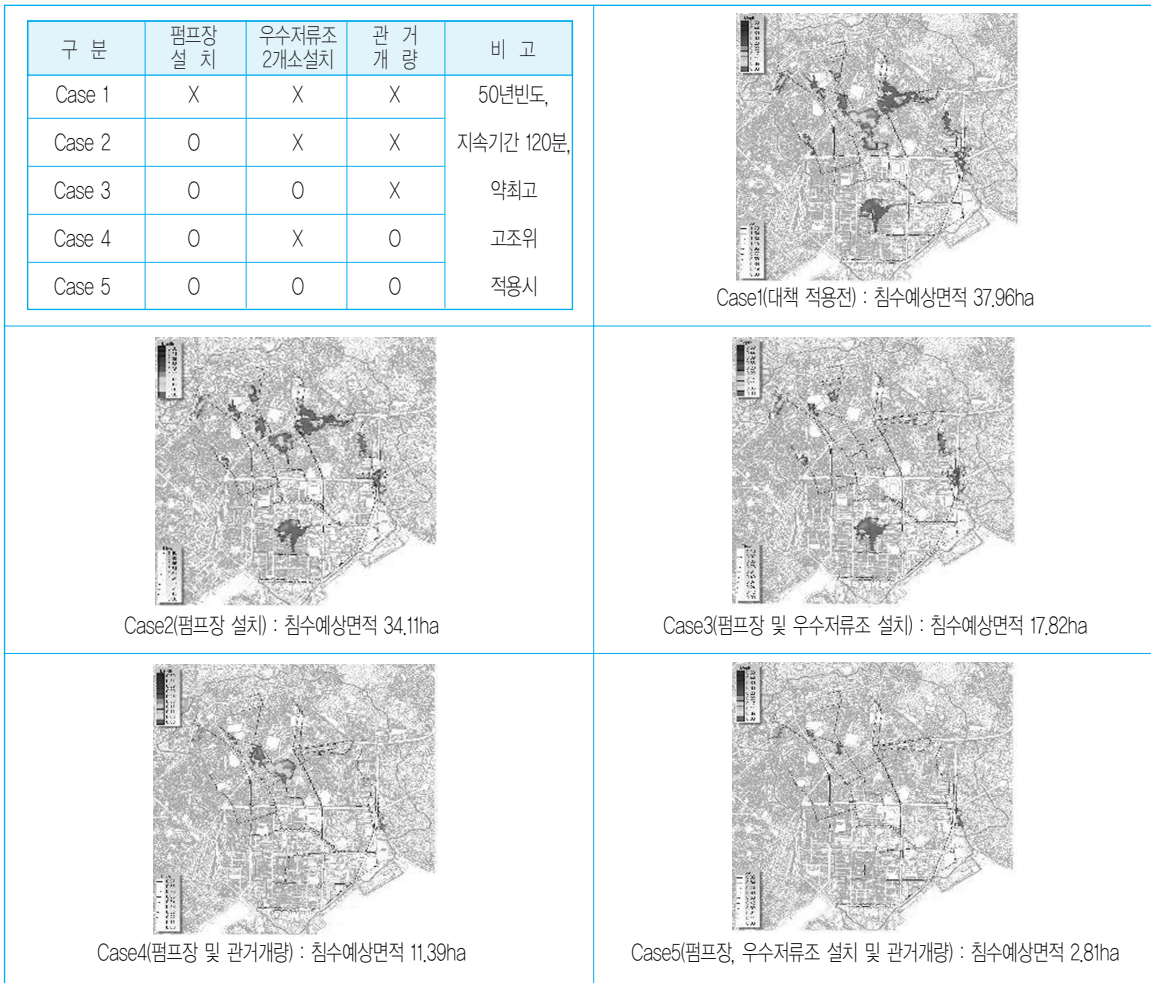 구 분 펌프장 설 치 우수저류조 2개소설치 관 거 개 량 비 고
Case 1 X X X 50년빈도,
Case 2 O X X 지속기간 120분,
Case 3 O O X 약최고
Case 4 O X O 고조위
Case 5 O O O 적용시
Case1(대책 적용전) : 침수예상면적 37.96ha
Case2(펌프장 설치) : 침수예상면적 34.11ha
Case3(펌프장 및 우수저류조 설치) : 침수예상면적 17.82ha
Case4(펌프장 및 관거개량) : 침수예상면적 11.39ha
Case5(펌프장, 우수저류조 설치 및 관거개량) : 침수예상면적 2.81ha